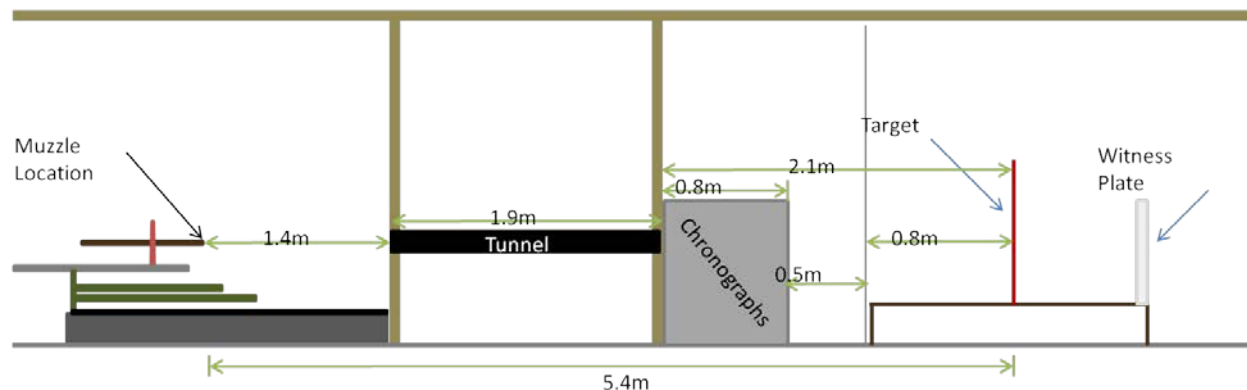 Muzzle
Location
1.4m
1.9m
Tunnel
Chronographs
0.8m
2.1m
0.5m
0.8m
Target
Witness
Plate
5.4m